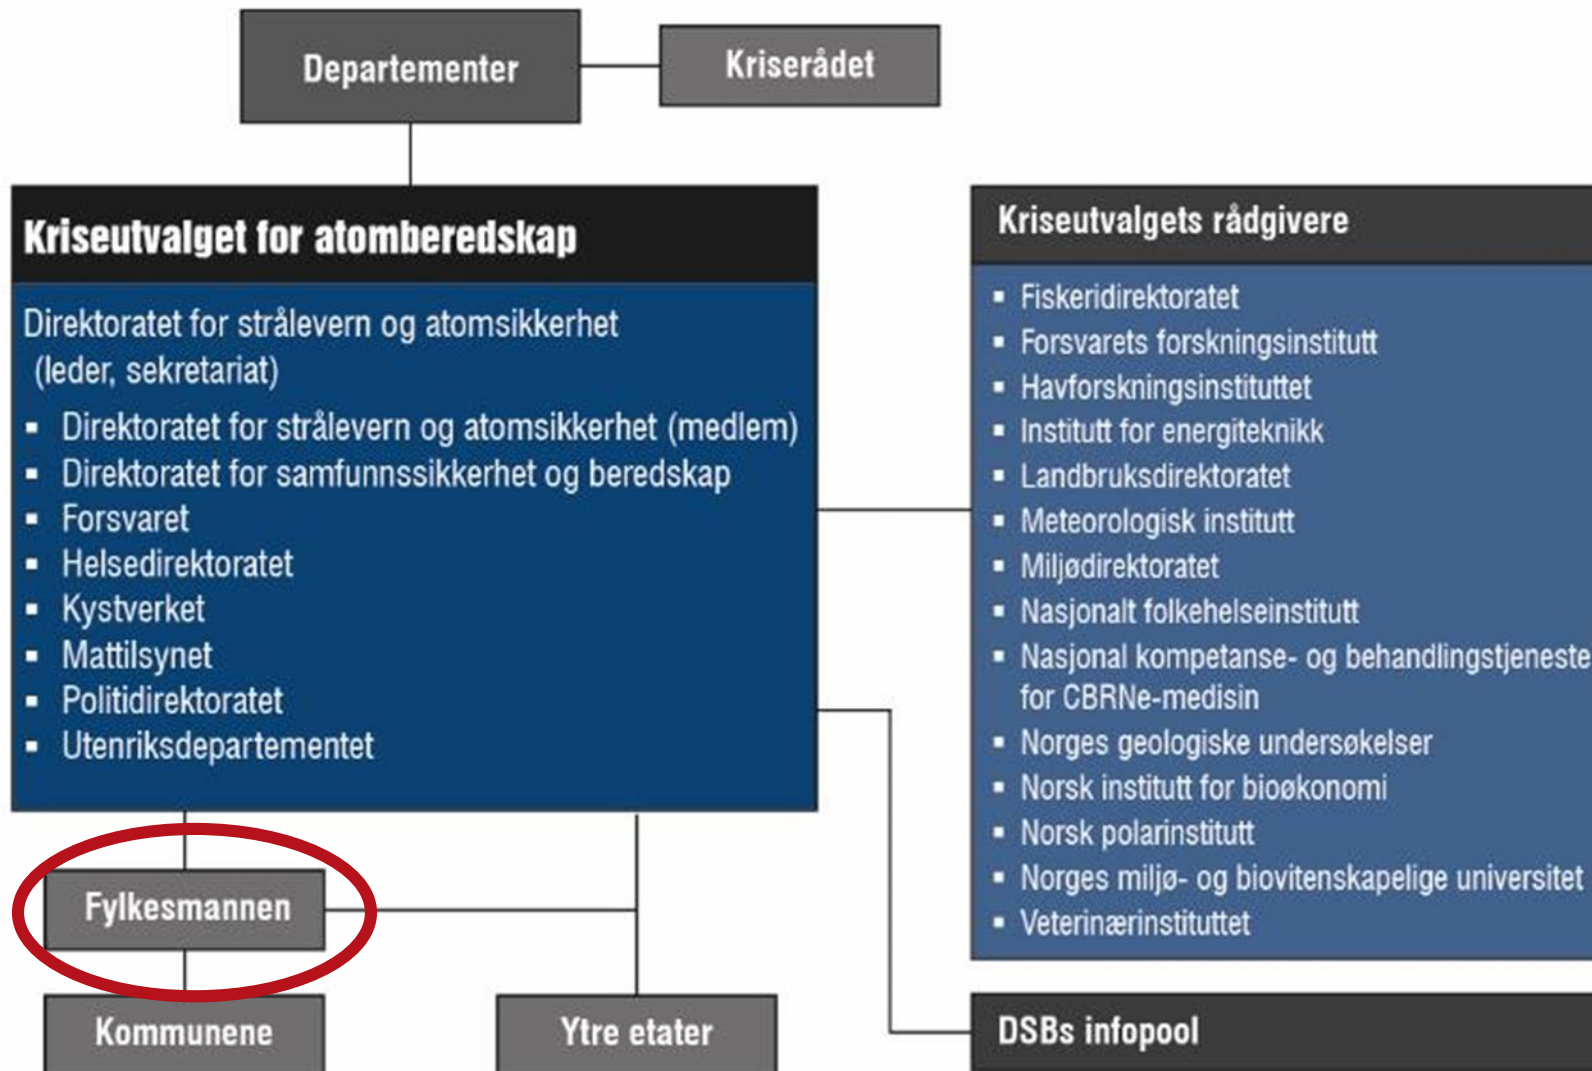 Departementer
Kriserådet
Kriseutvalget for atomberedskap
Direktoratet for strålevern og atomsikkerhet
(leder, sekretariat)
▪ Direktoratet for strålevern og atomsikkerhet (medlem)
▪ Direktoratet for samfunnssikkerhet og beredskap
▪ Forsvaret
▪ Helsedirektoratet
▪ Kystverket
▪ Mattilsynet
▪ Politidirektoratet
▪ Utenriksdepartementet
Kriseutvalgets rådgivere
▪ Fiskeridirektoratet
▪ Forsvarets forskningsinstitutt
▪ Havforskningsinstituttet
▪ Institutt for energiteknikk
▪ Landbruksdirektoratet
▪ Meteorologisk institutt
▪ Miljødirektoratet
▪ Nasjonalt folkehelseinstitutt
▪ Nasjonal kompetanse- og behandlingstjeneste
for CBRNe-medisin
▪ Norges geologiske undersøkelser
▪ Norsk institutt for bioøkonomi
▪ Norsk polarinstitutt
▪ Norges miljø- og biovitenskapelige universitet
▪ Veterinærinstituttet
Fylkesmannen
Kommunene
Ytre etater
DSBs infopool